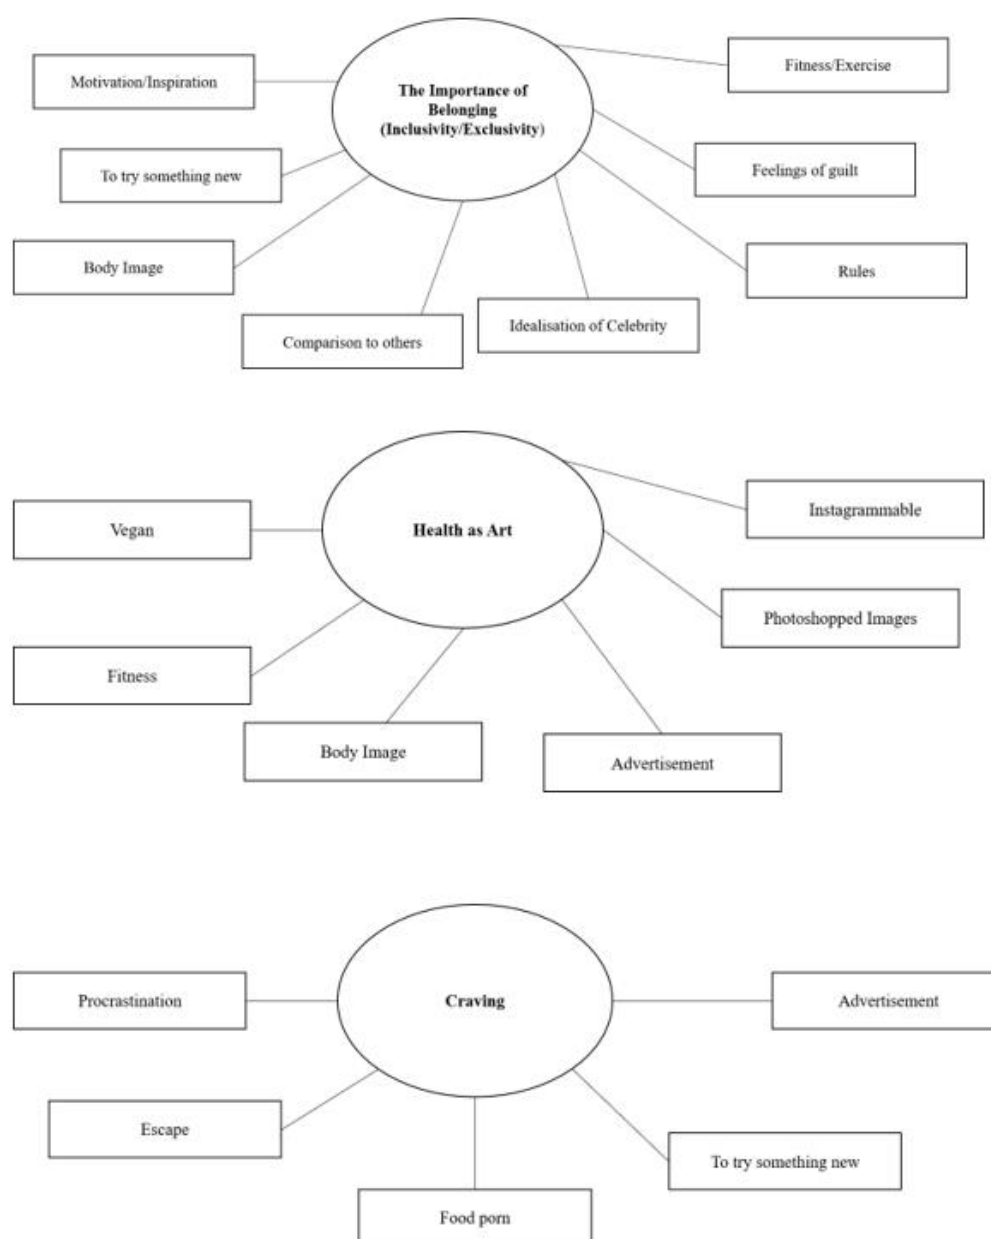 Motivation/Inspiration
The Importance of
Belonging
(Inclusivity/Exclusivity)
Fitness/Exercise
To try something new
Feelings of guilt
Body Image
Rules
Comparison to others
Idealisation of Celebrity
Health as Art
Vegan
Instagrammable
Photoshopped Images
Fitness
Body Image
Advertisement
Craving
Procrastination
Advertisement
Escape
To try something new
Food porn